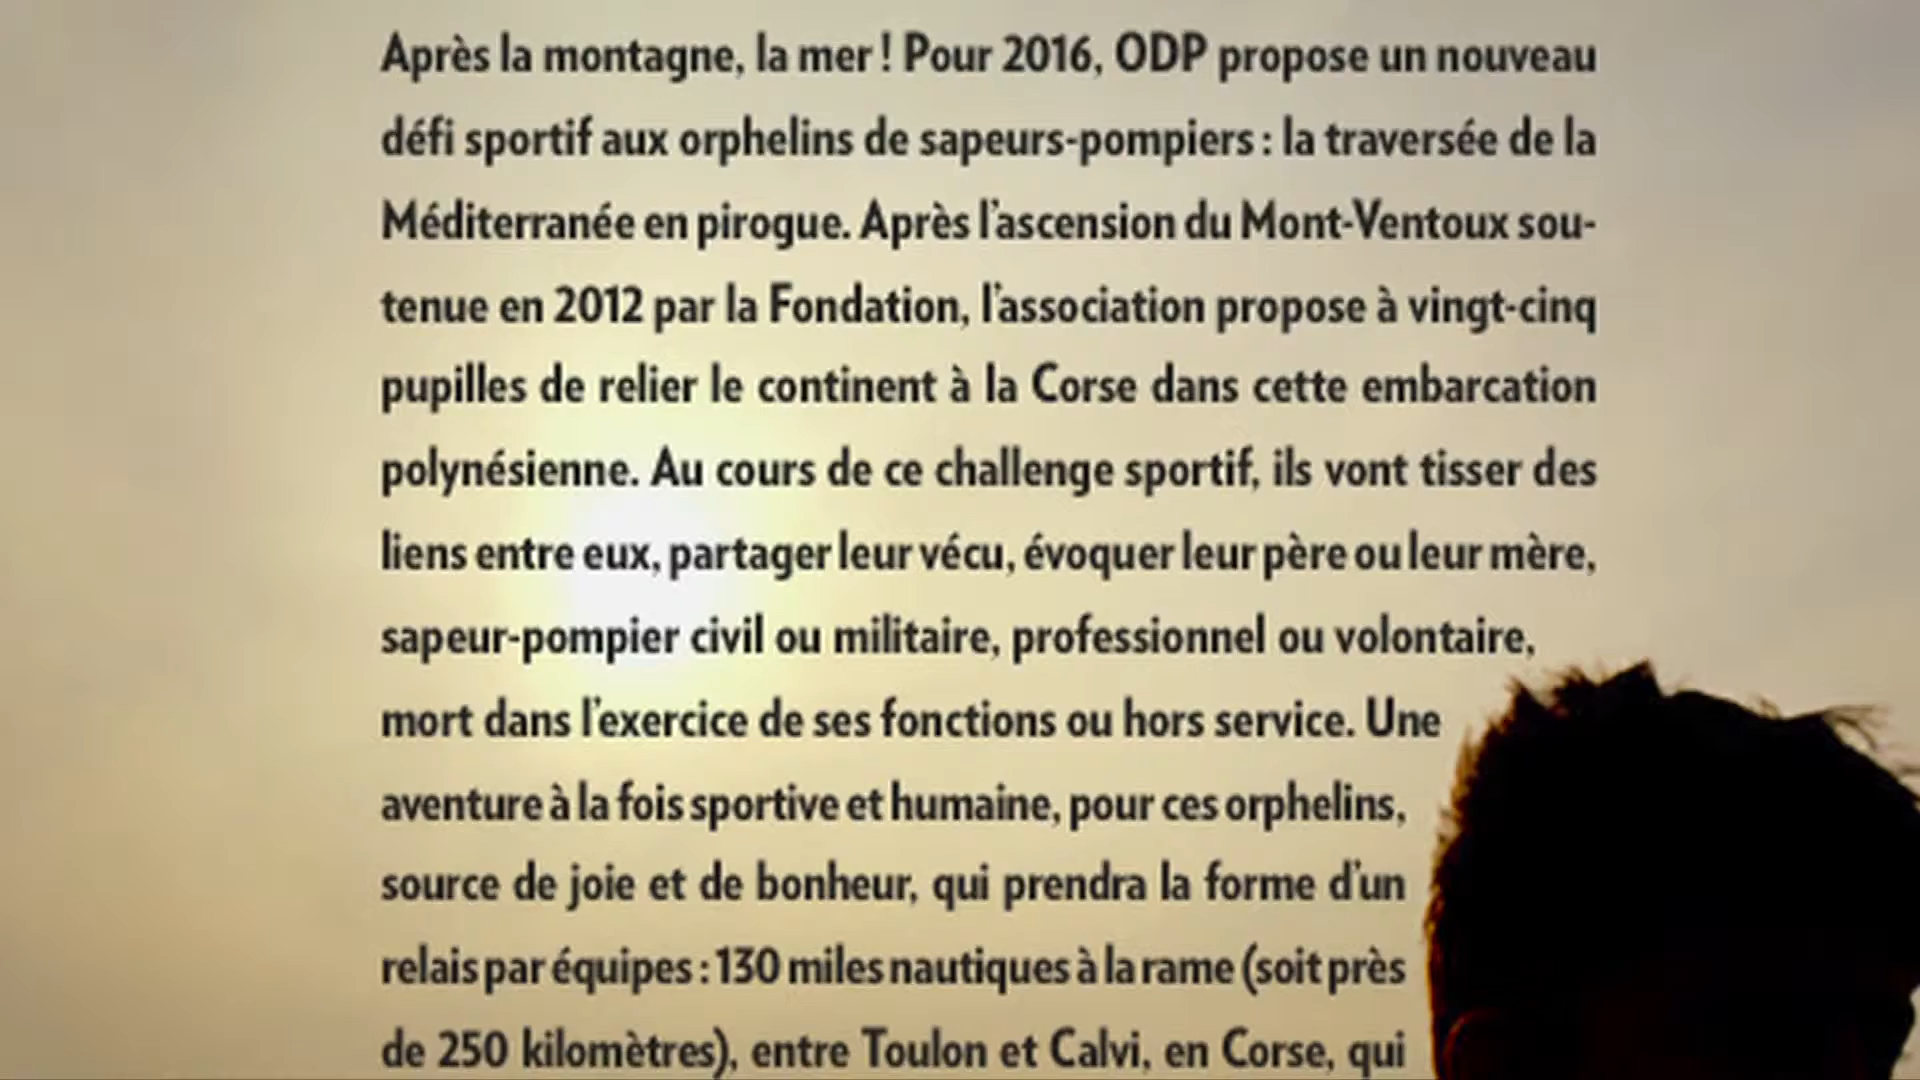 Après la montagne, la mer ! Pour 2016, ODP propose un nouveau
défi sportif aux orphelins de sapeurs-pompiers : la traversée de la
Méditerranée en pirogue. Après l'ascension du Mont-Ventoux sou-
tenue en 2012 par la Fondation, l'association propose à vingt-cinq
pupilles de relier le continent à la Corse dans cette embarcation
polynésienne. Au cours de ce challenge sportif, ils vont tisser des
liens entre eux, partager leur vécu, évoquer leur père ou leur mère,
sapeur-pompier civil ou militaire, professionnel ou volontaire,
mort dans l'exercice de ses fonctions ou hors service. Une
aventure à la fois sportive et humaine, pour ces orphelins,
source de joie et de bonheur, qui prendra la forme d'un
relais par équipes : 130 miles nautiques à la rame (soit près
de 250 kilomètres), entre Toulon et Calvi, en Corse, qui